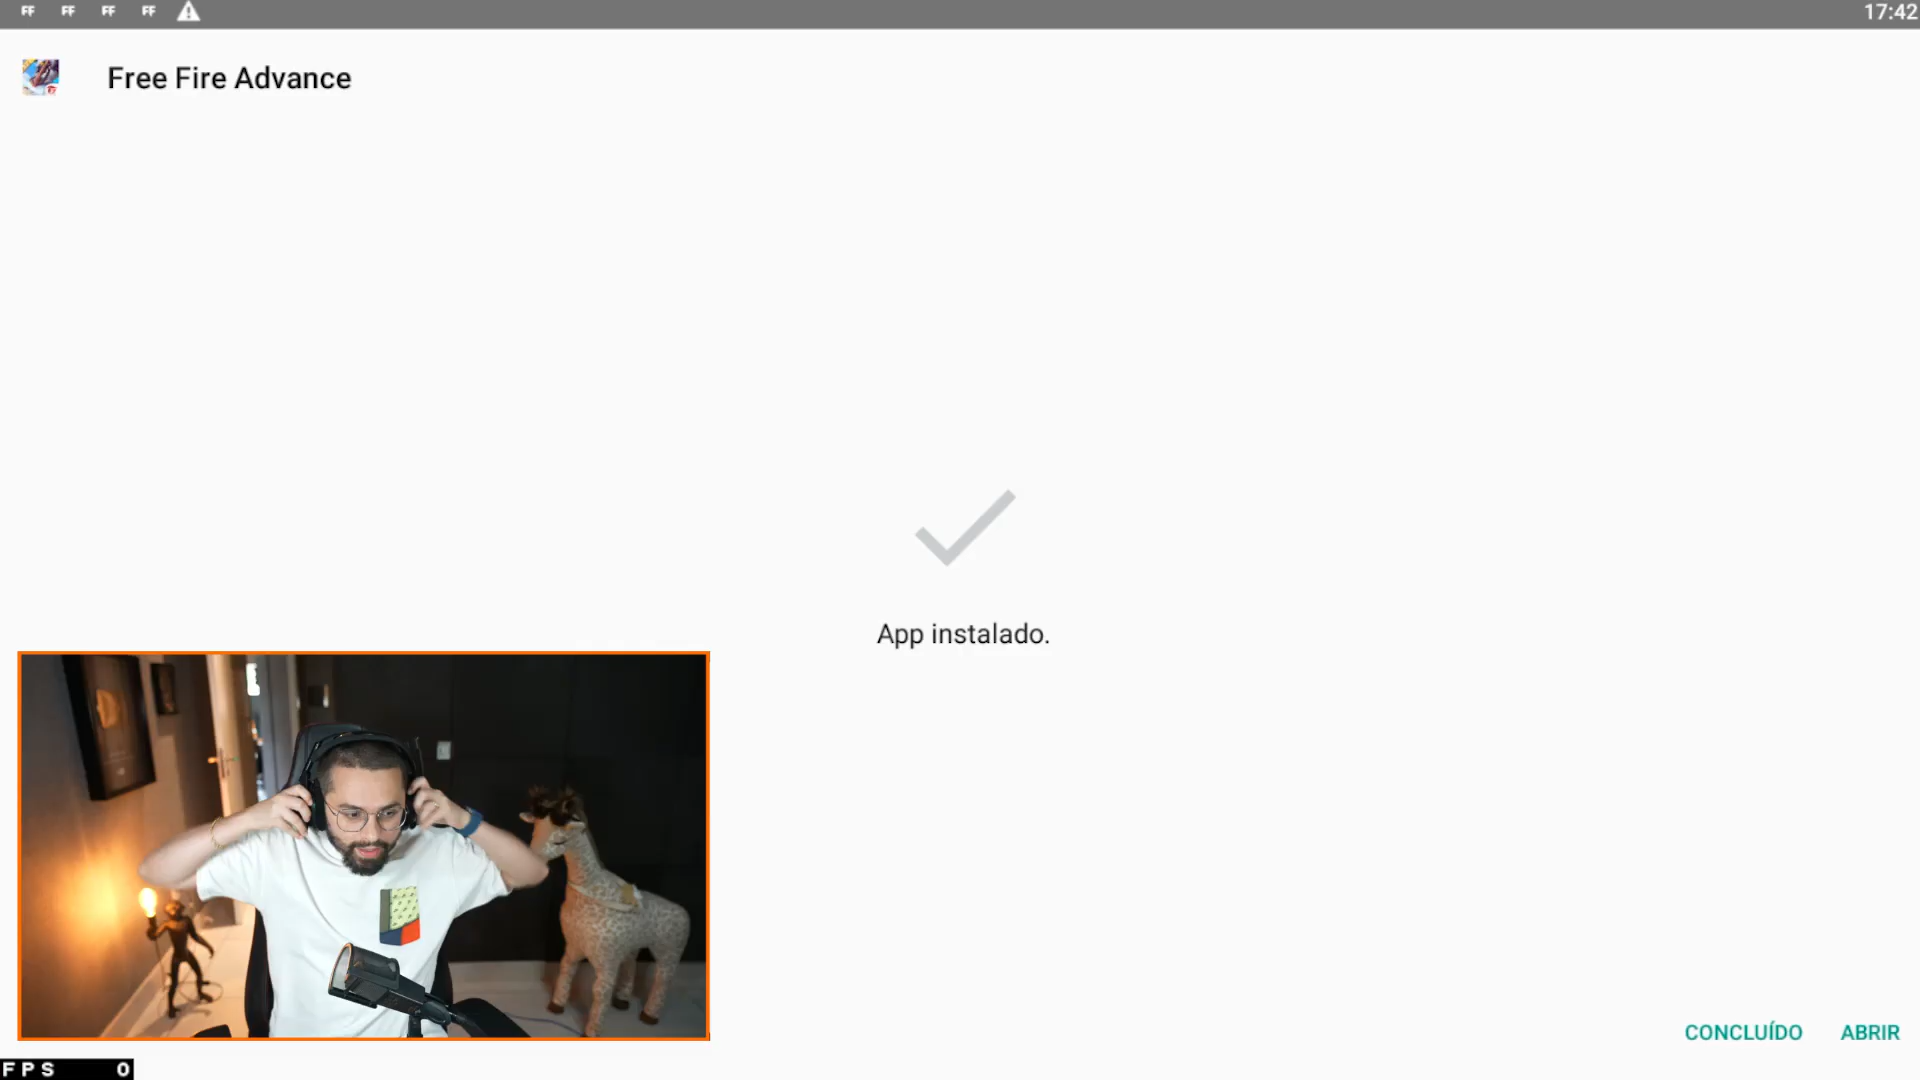 FF FF FF FF
17:42
Free Fire Advance
App instalado.
CONCLUÍDO ABRIR
FPS 0